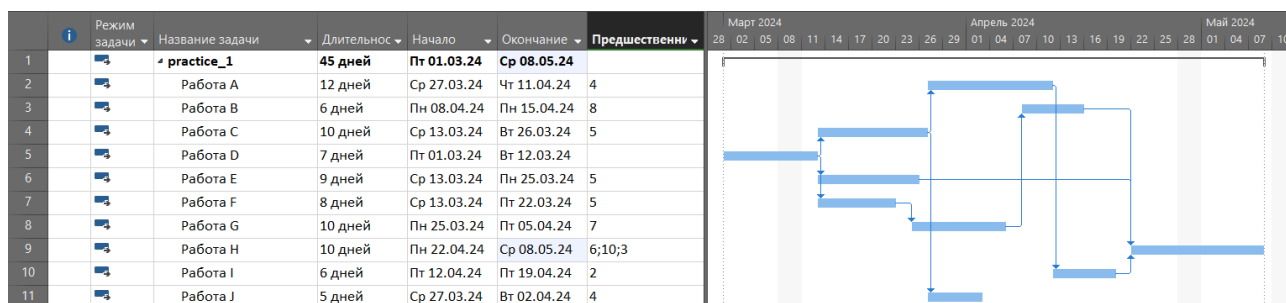 Режим задачи Название задачи Длительнос Начало Окончание Предшественни
Март 2024 Апрель 2024 Май 2024
28 02 05 08 11 14 17 20 23 26 29 01 04 07 10 13 16 19 22 25 28 01 04 07 10
1 practice_1 45 дней Пт 01.03.24 Ср 08.05.24
2 Работа A 12 дней Ср 27.03.24 Чт 11.04.24 4
3 Работа B 6 дней Пн 08.04.24 Пн 15.04.24 8
4 Работа C 10 дней Ср 13.03.24 Вт 26.03.24 5
5 Работа D 7 дней Пт 01.03.24 Вт 12.03.24
6 Работа E 9 дней Ср 13.03.24 Пн 25.03.24 5
7 Работа F 8 дней Ср 13.03.24 Пт 22.03.24 5
8 Работа G 10 дней Пн 25.03.24 Пт 05.04.24 7
9 Работа H 10 дней Пн 22.04.24 Ср 08.05.24 6;10;3
10 Работа I 6 дней Пт 12.04.24 Пт 19.04.24 2
11 Работа J 5 дней Ср 27.03.24 Вт 02.04.24 4